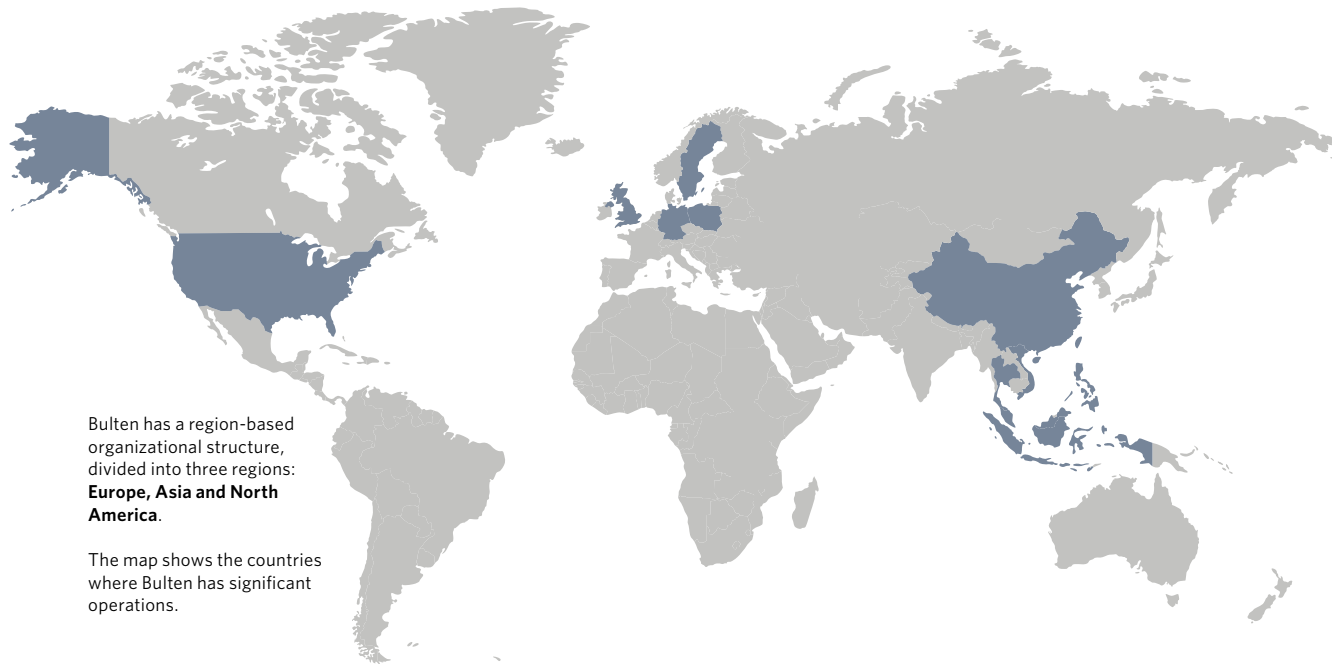 Bulten has a region-based
organizational structure,
divided into three regions:
Europe, Asia and North
America.
The map shows the countries
where Bulten has significant
operations.